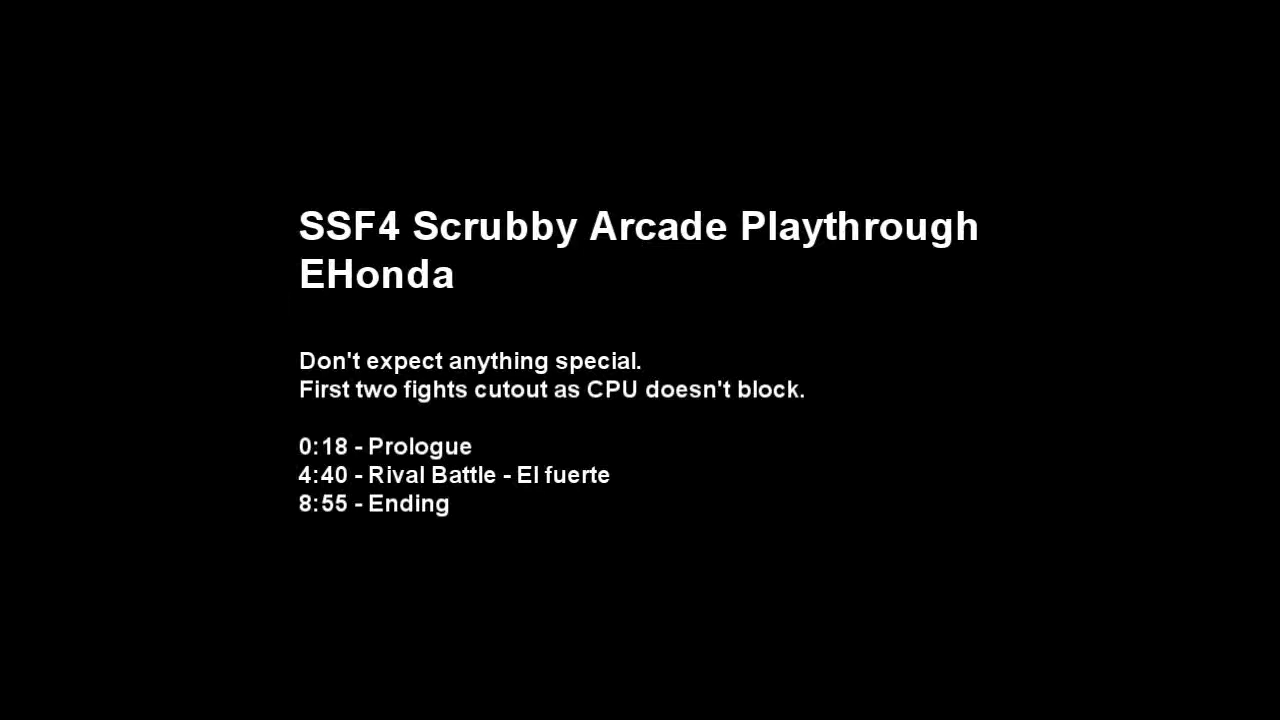 SSF4 Scrubby Arcade Playthrough
EHonda
Don't expect anything special.
First two fights cutout as CPU doesn't block.
0:18 - Prologue
4:40 - Rival Battle - El fuerte
8:55 - Ending